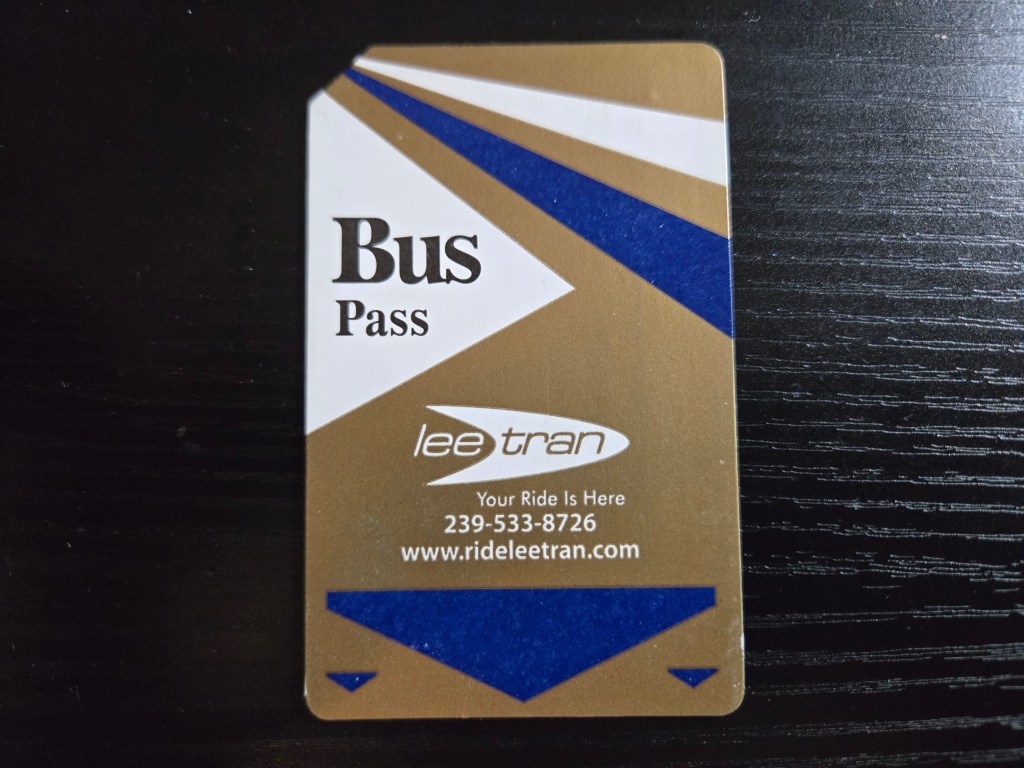 Bus
Pass
lee tran
Your Ride Is Here
239-533-8726
www.rideleetran.com